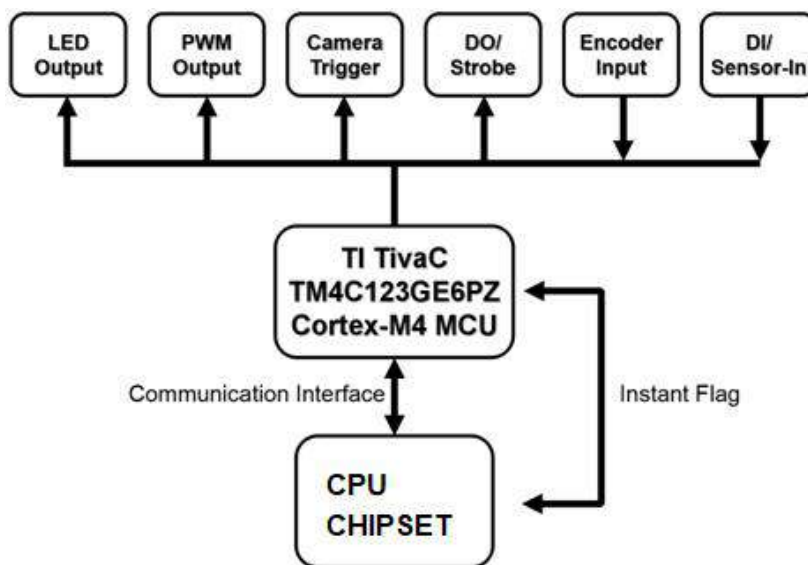 LED
Output
PWM
Output
Camera
Trigger
DO/
Strobe
Encoder
Input
DI/
Sensor-In
TI TivaC
TM4C123GE6PZ
Cortex-M4 MCU
Communication Interface
Instant Flag
CPU
CHIPSET